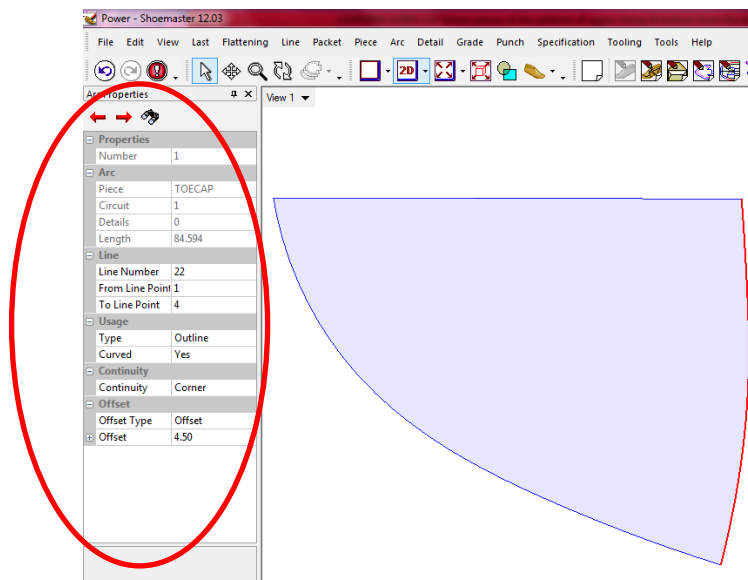 Power - Shoemaster 12.03
File Edit View Last Flattening Line Packet Piece Arc Detail Grade Punch Specification Tooling Tools Help
2D
Arc Properties
View 1
Properties
Number 1
Arc
Piece TOECAP
Circuit 1
Details 0
Length 84.594
Line
Line Number 22
From Line Point 1
To Line Point 4
Usage
Type Outline
Curved Yes
Continuity
Continuity Corner
Offset
Offset Type Offset
Offset 4.50